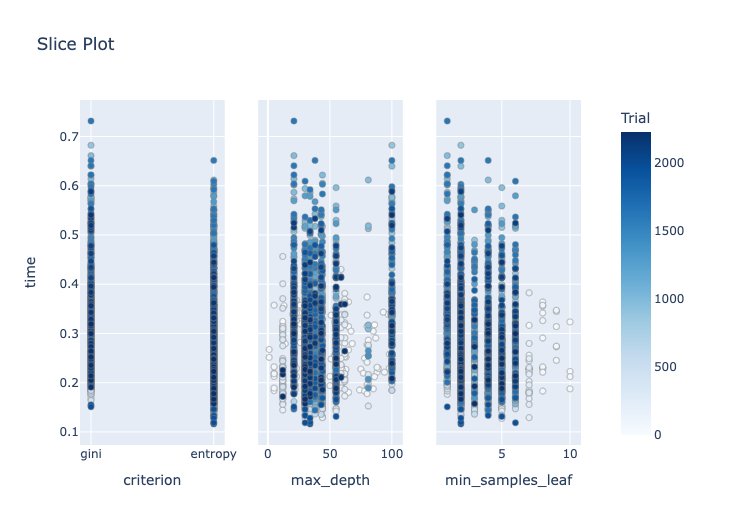 Slice Plot
Trial
0.7
0.6
0.5
0.4
0.3
0.2
0.1
time
2000
1500
1000
500
0
gini entropy
0 50 100
5 10
criterion
max_depth
min_samples_leaf